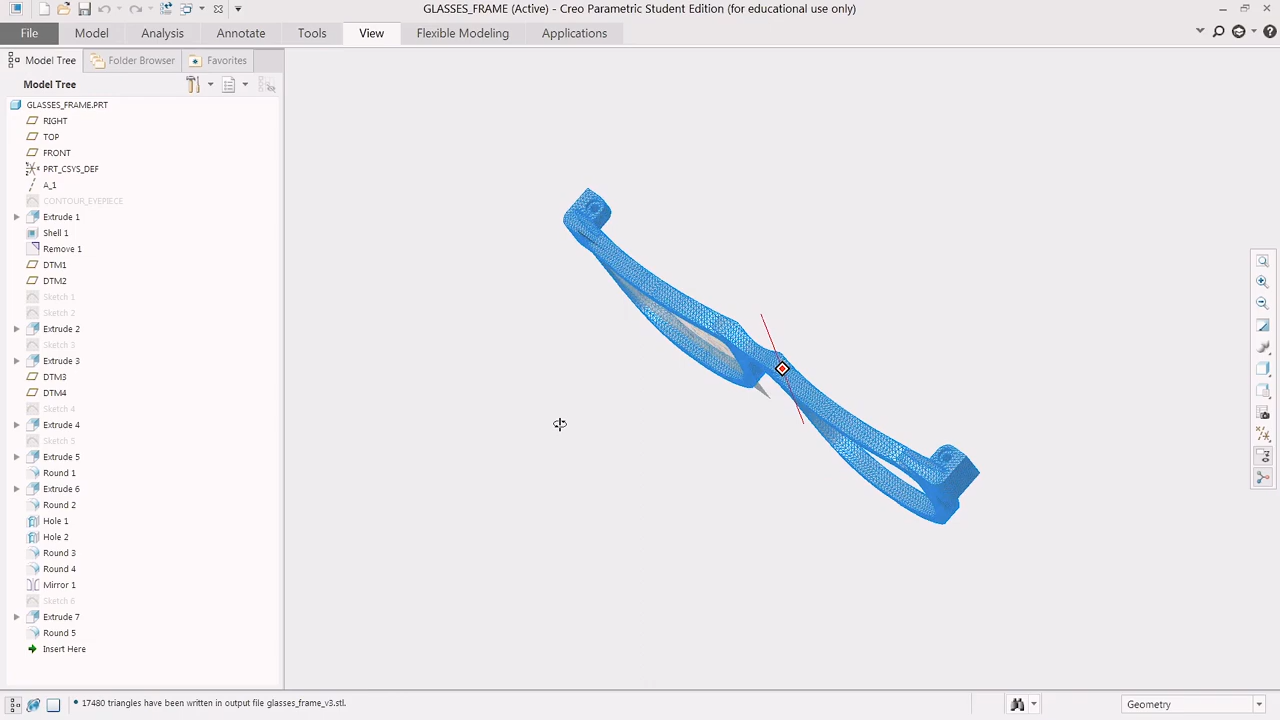 GLASSES_FRAME (Active) - Creo Parametric Student Edition (for educational use only)
File Model Analysis Annotate Tools View Flexible Modeling Applications
Model Tree Folder Browser Favorites
Model Tree
GLASSES_FRAME.PRT
RIGHT
TOP
FRONT
PRT_CSYS_DEF
A_1
CONTOUR_EYEPIECE
Extrude 1
Shell 1
Remove 1
DTM1
DTM2
Sketch 1
Sketch 2
Extrude 2
Sketch 3
Extrude 3
DTM3
DTM4
Sketch 4
Extrude 4
Sketch 5
Extrude 5
Round 1
Extrude 6
Round 2
Hole 1
Hole 2
Round 3
Round 4
Mirror 1
Sketch 6
Extrude 7
Round 5
Insert Here
• 17480 triangles have been written in output file glasses_frame_v3.stl.
Geometry